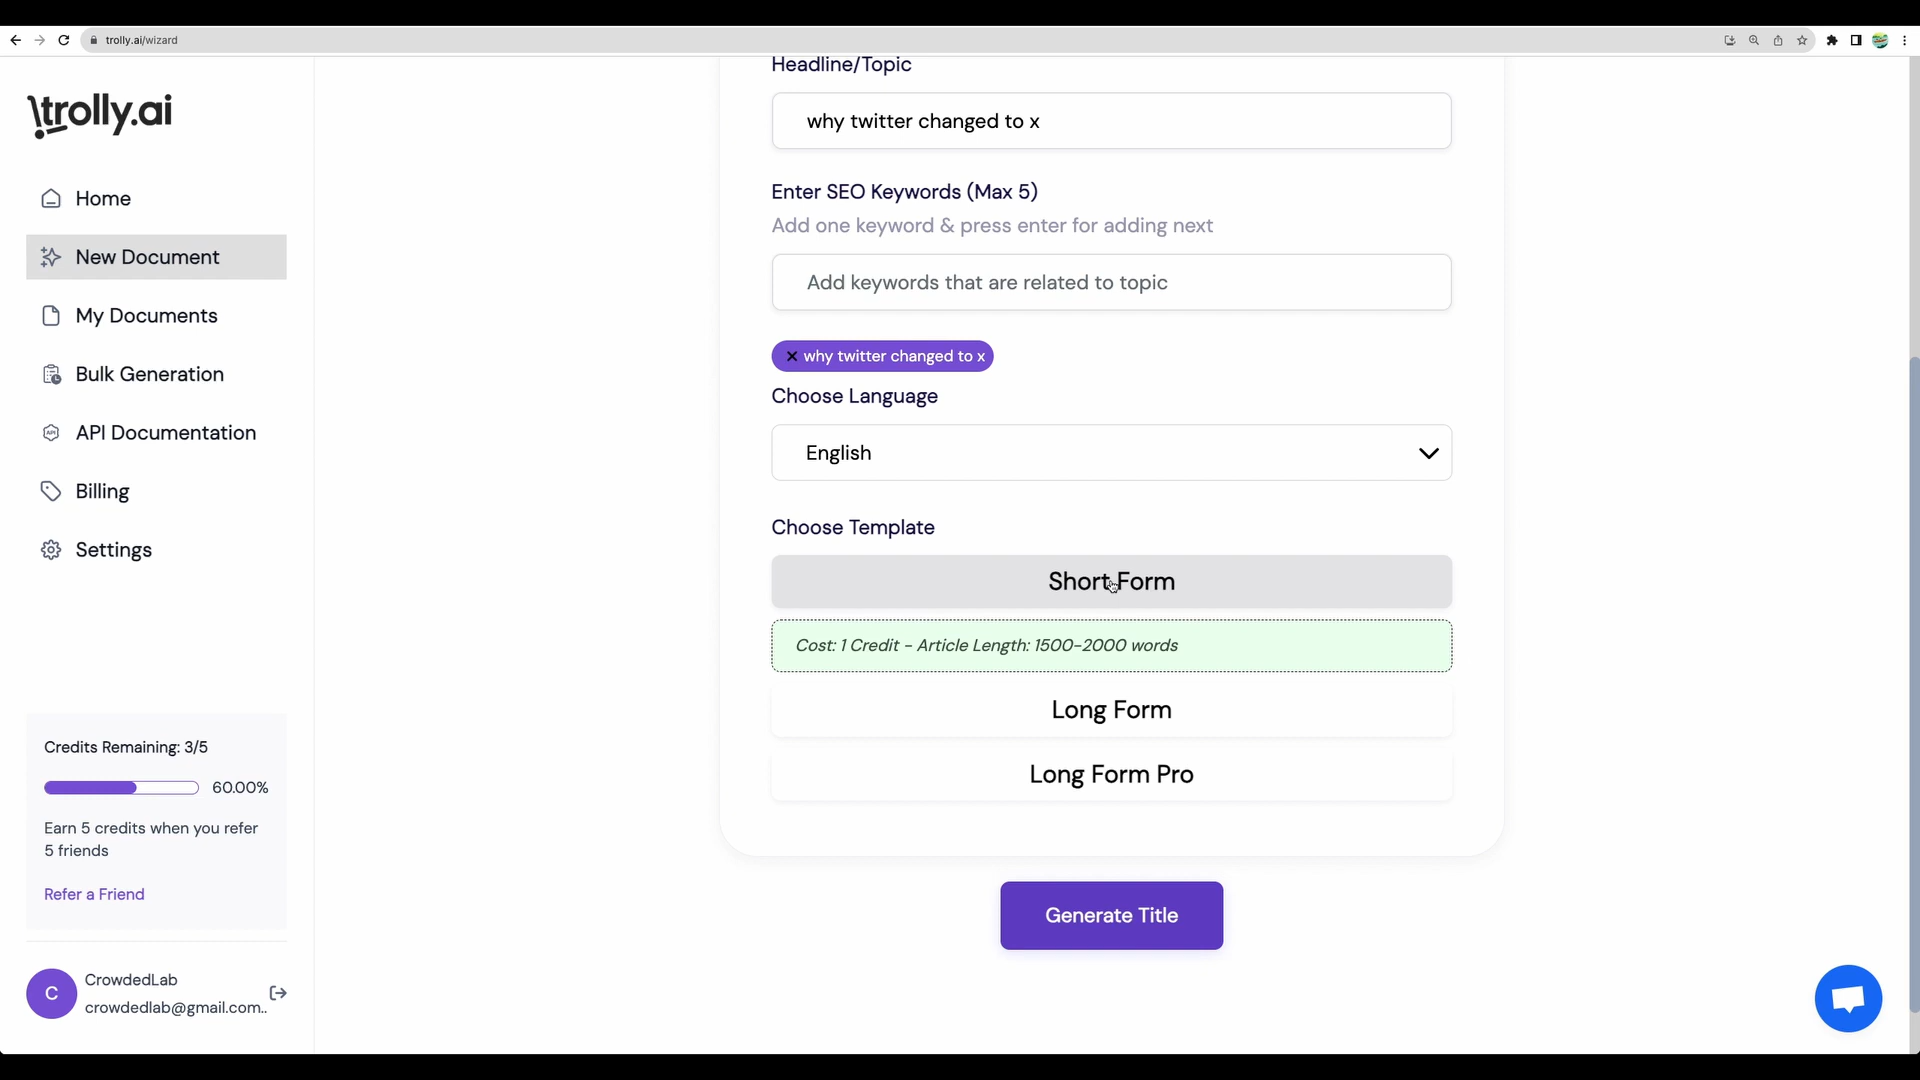 trolly.ai/wizard
\trolly.ai
Home
New Document
My Documents
Bulk Generation
API
API Documentation
Billing
Settings
Credits Remaining: 3/5
60.00%
Earn 5 credits when you refer
5 friends
Refer a Friend
C
CrowdedLab
crowdedlab@gmail.com..
Headline/Topic
why twitter changed to x
Enter SEO Keywords (Max 5)
Add one keyword & press enter for adding next
Add keywords that are related to topic
× why twitter changed to x
Choose Language
English
Choose Template
Short Form
Cost: 1 Credit - Article Length: 1500-2000 words
Long Form
Long Form Pro
Generate Title